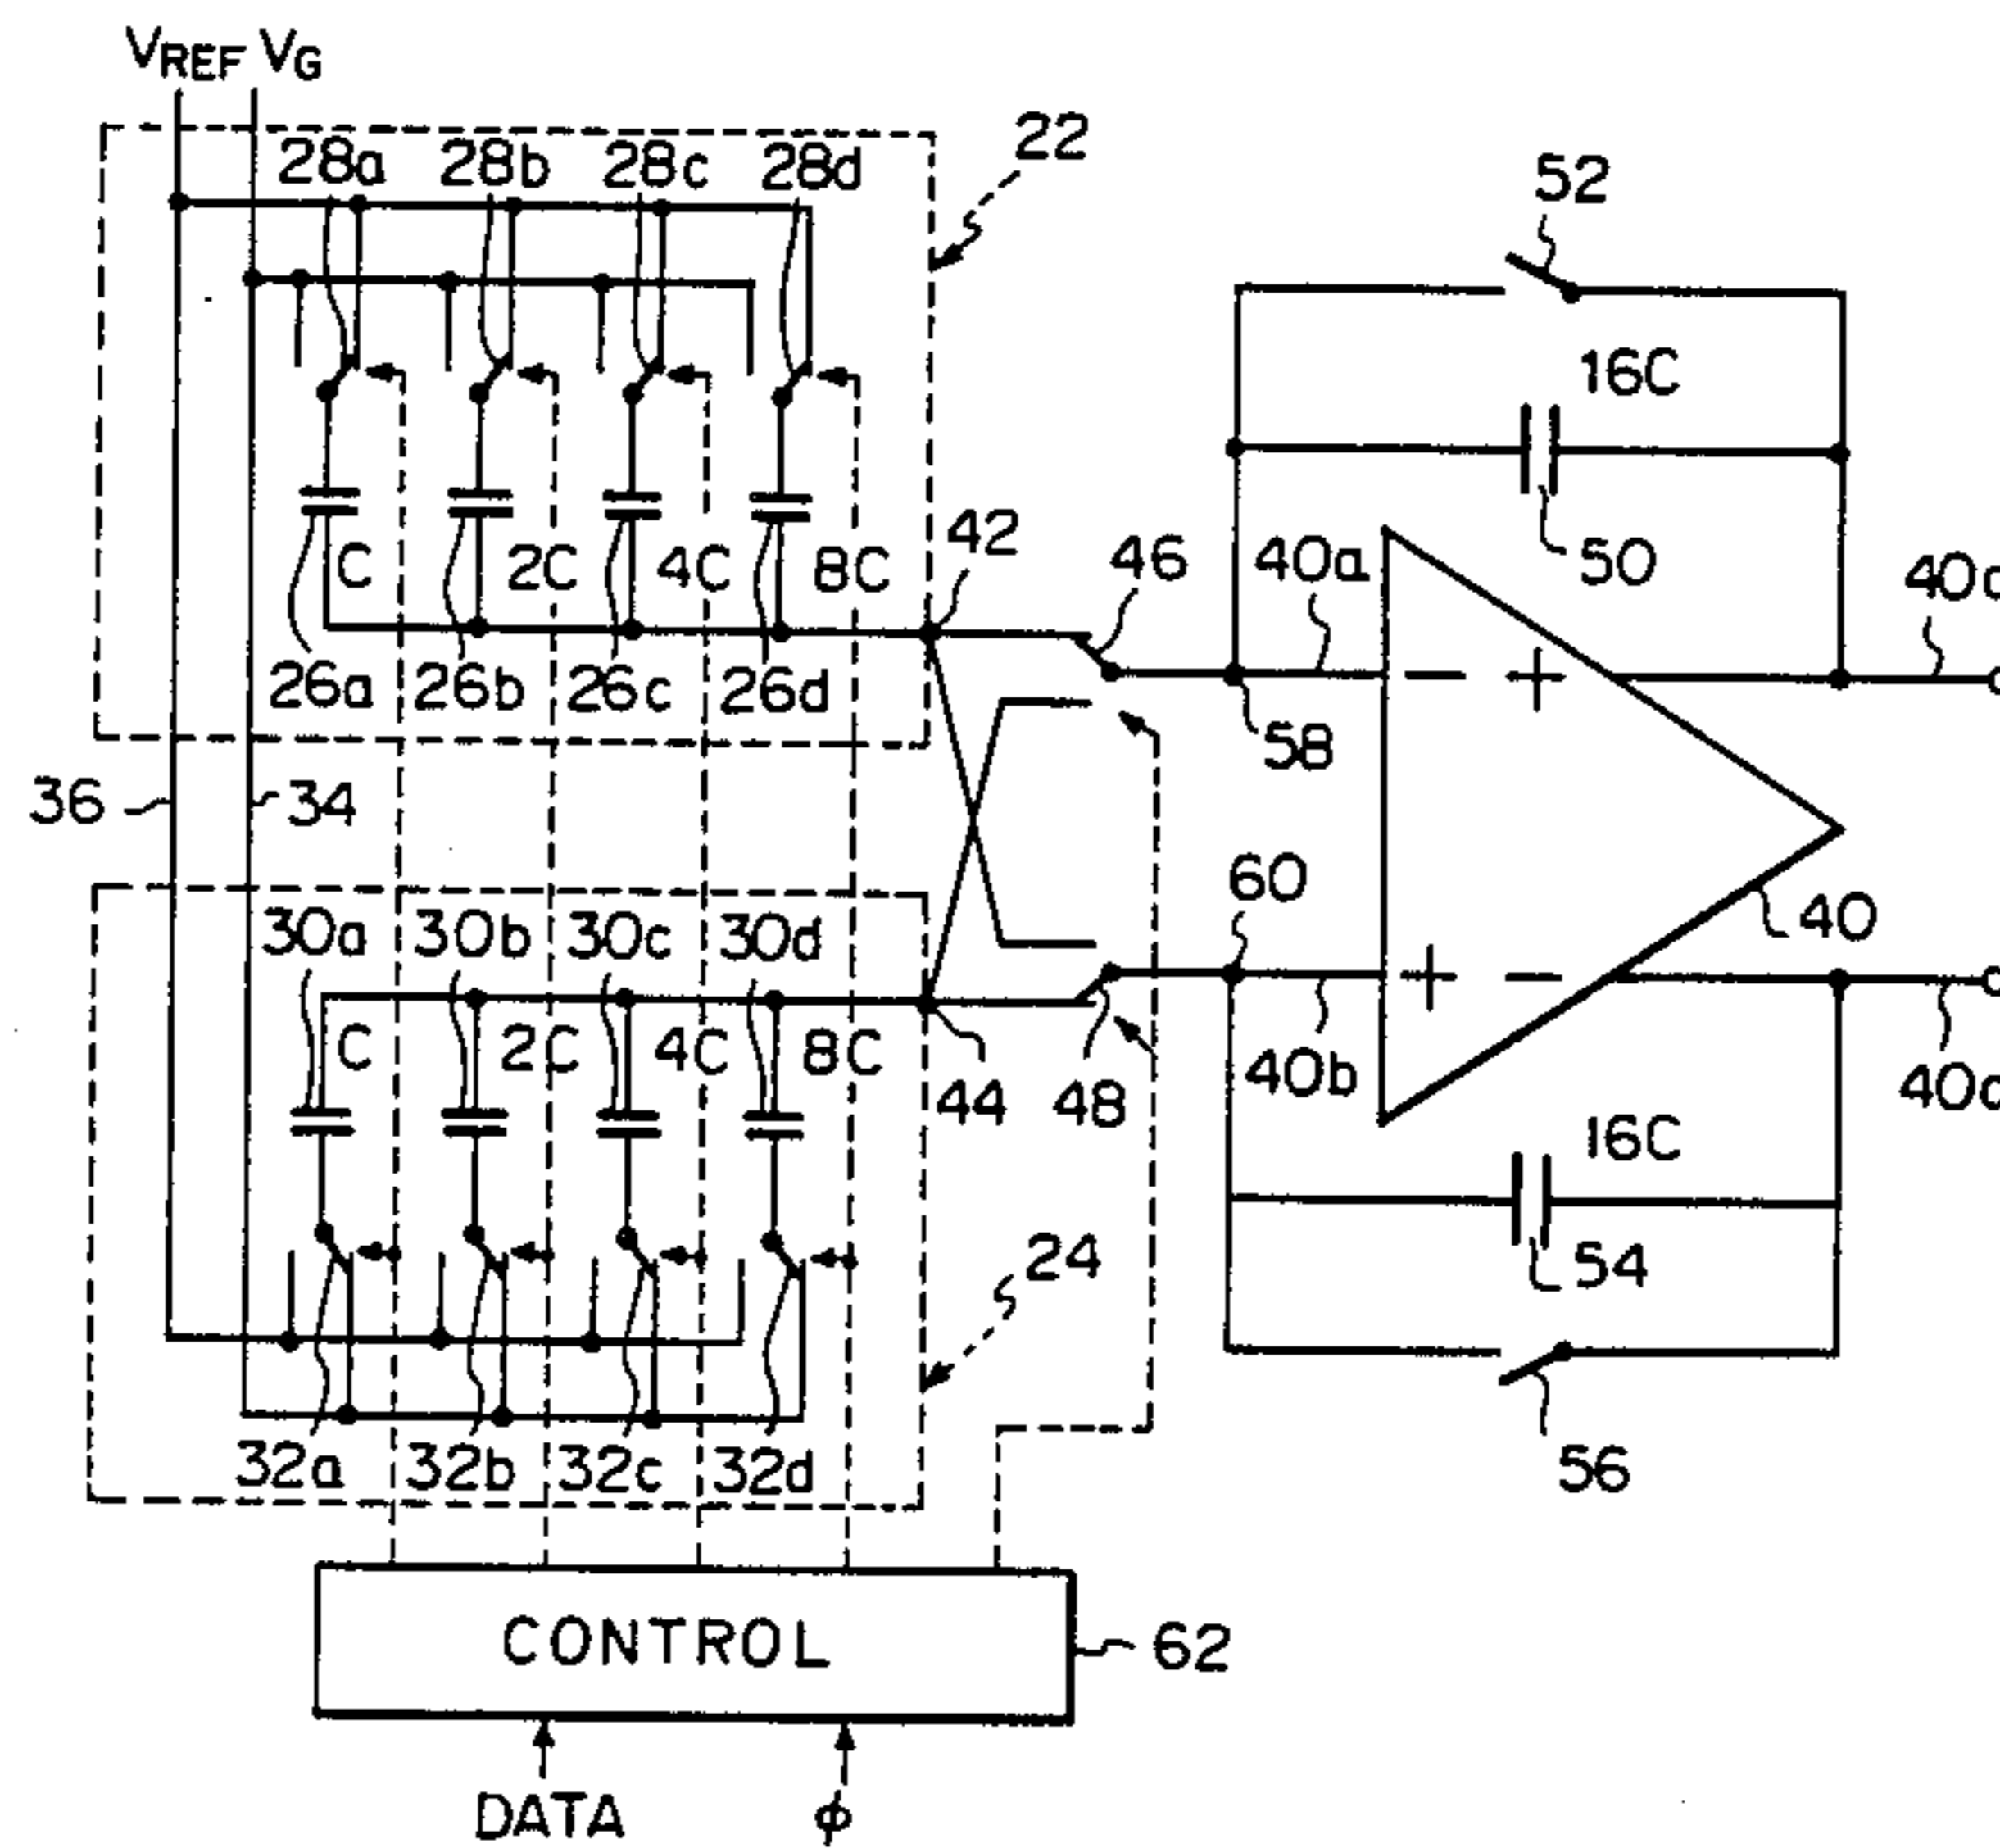 VREF VG
28a 28b 28c 28d
22
52
16C
50
C 2C 4C 8C
42
46
40a
26a 26b 26c 26d
− +
58
36
34
60
40
30a 30b 30c 30d
+ −
C 2C 4C 8C
44
48
40b
16C
54
24
32a 32b 32c 32d
56
CONTROL
62
DATA
ϕ